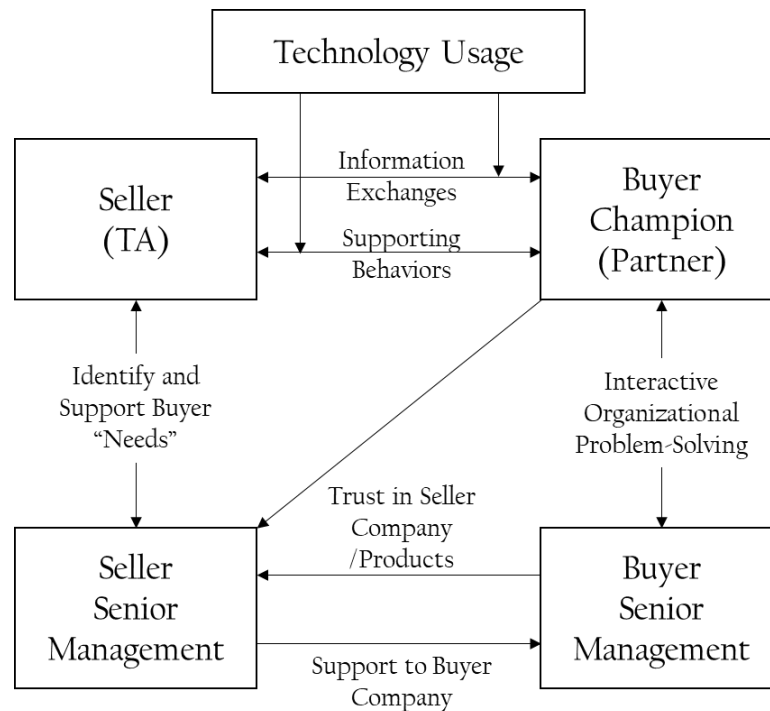 Technology Usage
Seller
(TA)
Information
Exchanges
Supporting
Behaviors
Buyer
Champion
(Partner)
Identify and
Support Buyer
“Needs”
Interactive
Organizational
Problem-Solving
Seller
Senior
Management
Trust in Seller
Company
/Products
Support to Buyer
Company
Buyer
Senior
Management